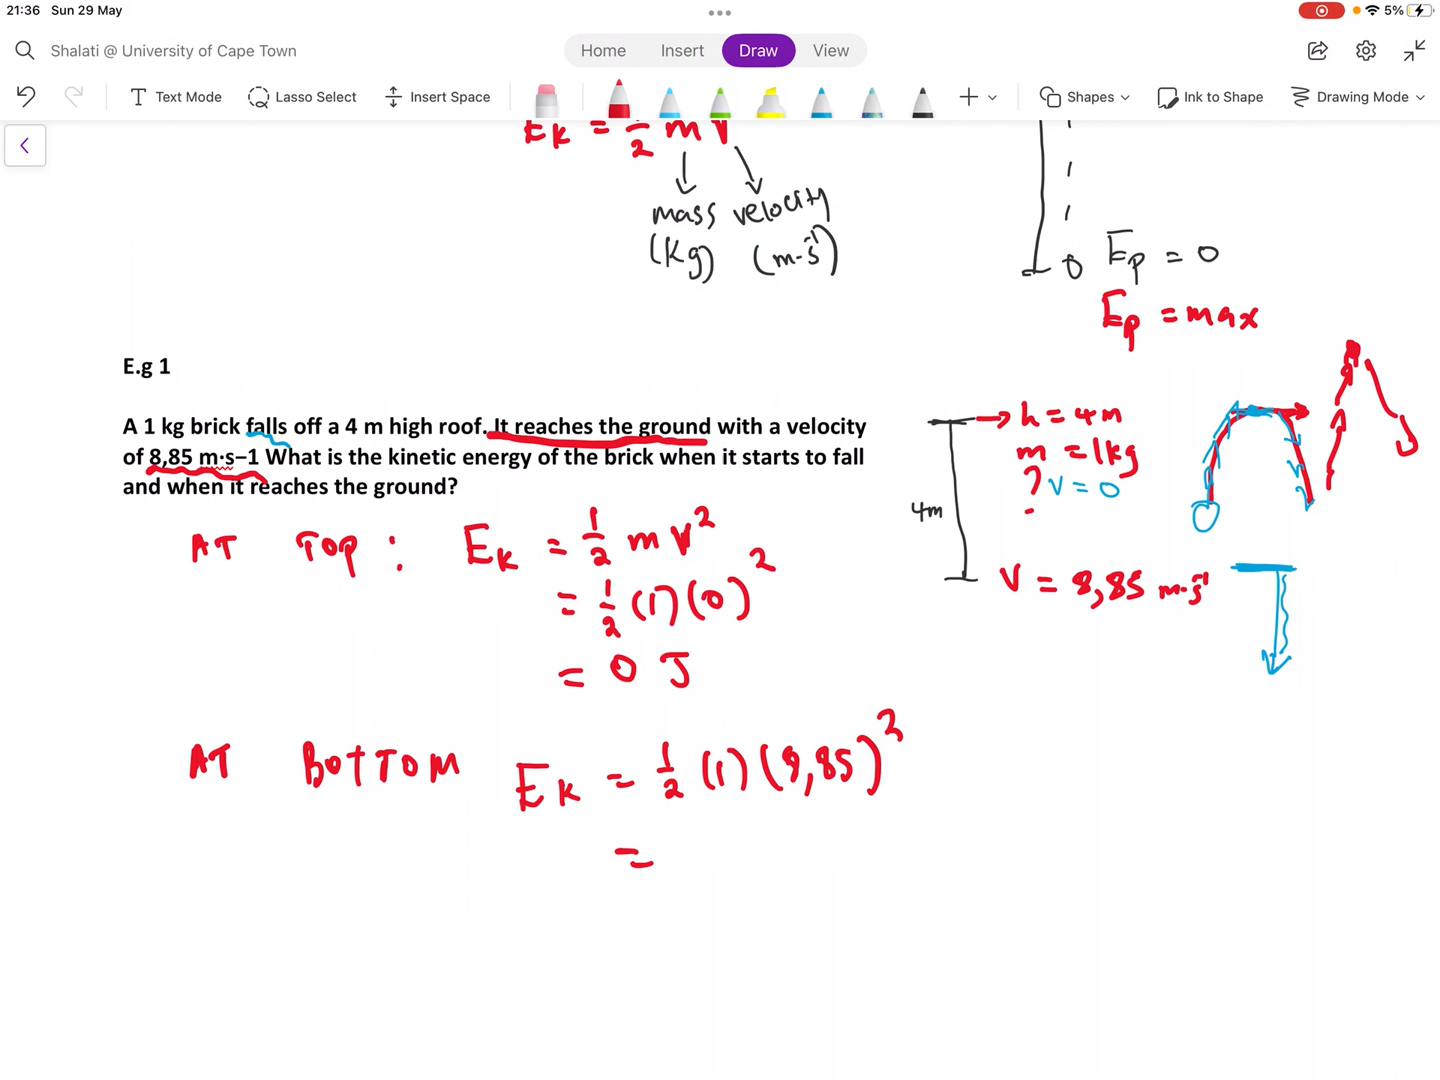 21:36 Sun 29 May
5%
Shalati @ University of Cape Town
Home Insert Draw View
Text Mode Lasso Select Insert Space Shapes Ink to Shape Drawing Mode
Ek = 1/2 m v
mass velocity
(kg) (m·s⁻¹)
Ep = 0
Ep = max
E.g 1
A 1 kg brick falls off a 4 m high roof. It reaches the ground with a velocity
of 8,85 m·s−1 What is the kinetic energy of the brick when it starts to fall
and when it reaches the ground?
h = 4m
m = 1kg
? v = 0
4m
V = 8,85 m·s⁻¹
AT TOP : Ek = 1/2 m v²
= 1/2 (1)(0)²
= 0 J
AT BOTTOM Ek = 1/2 (1)(8,85)²
=